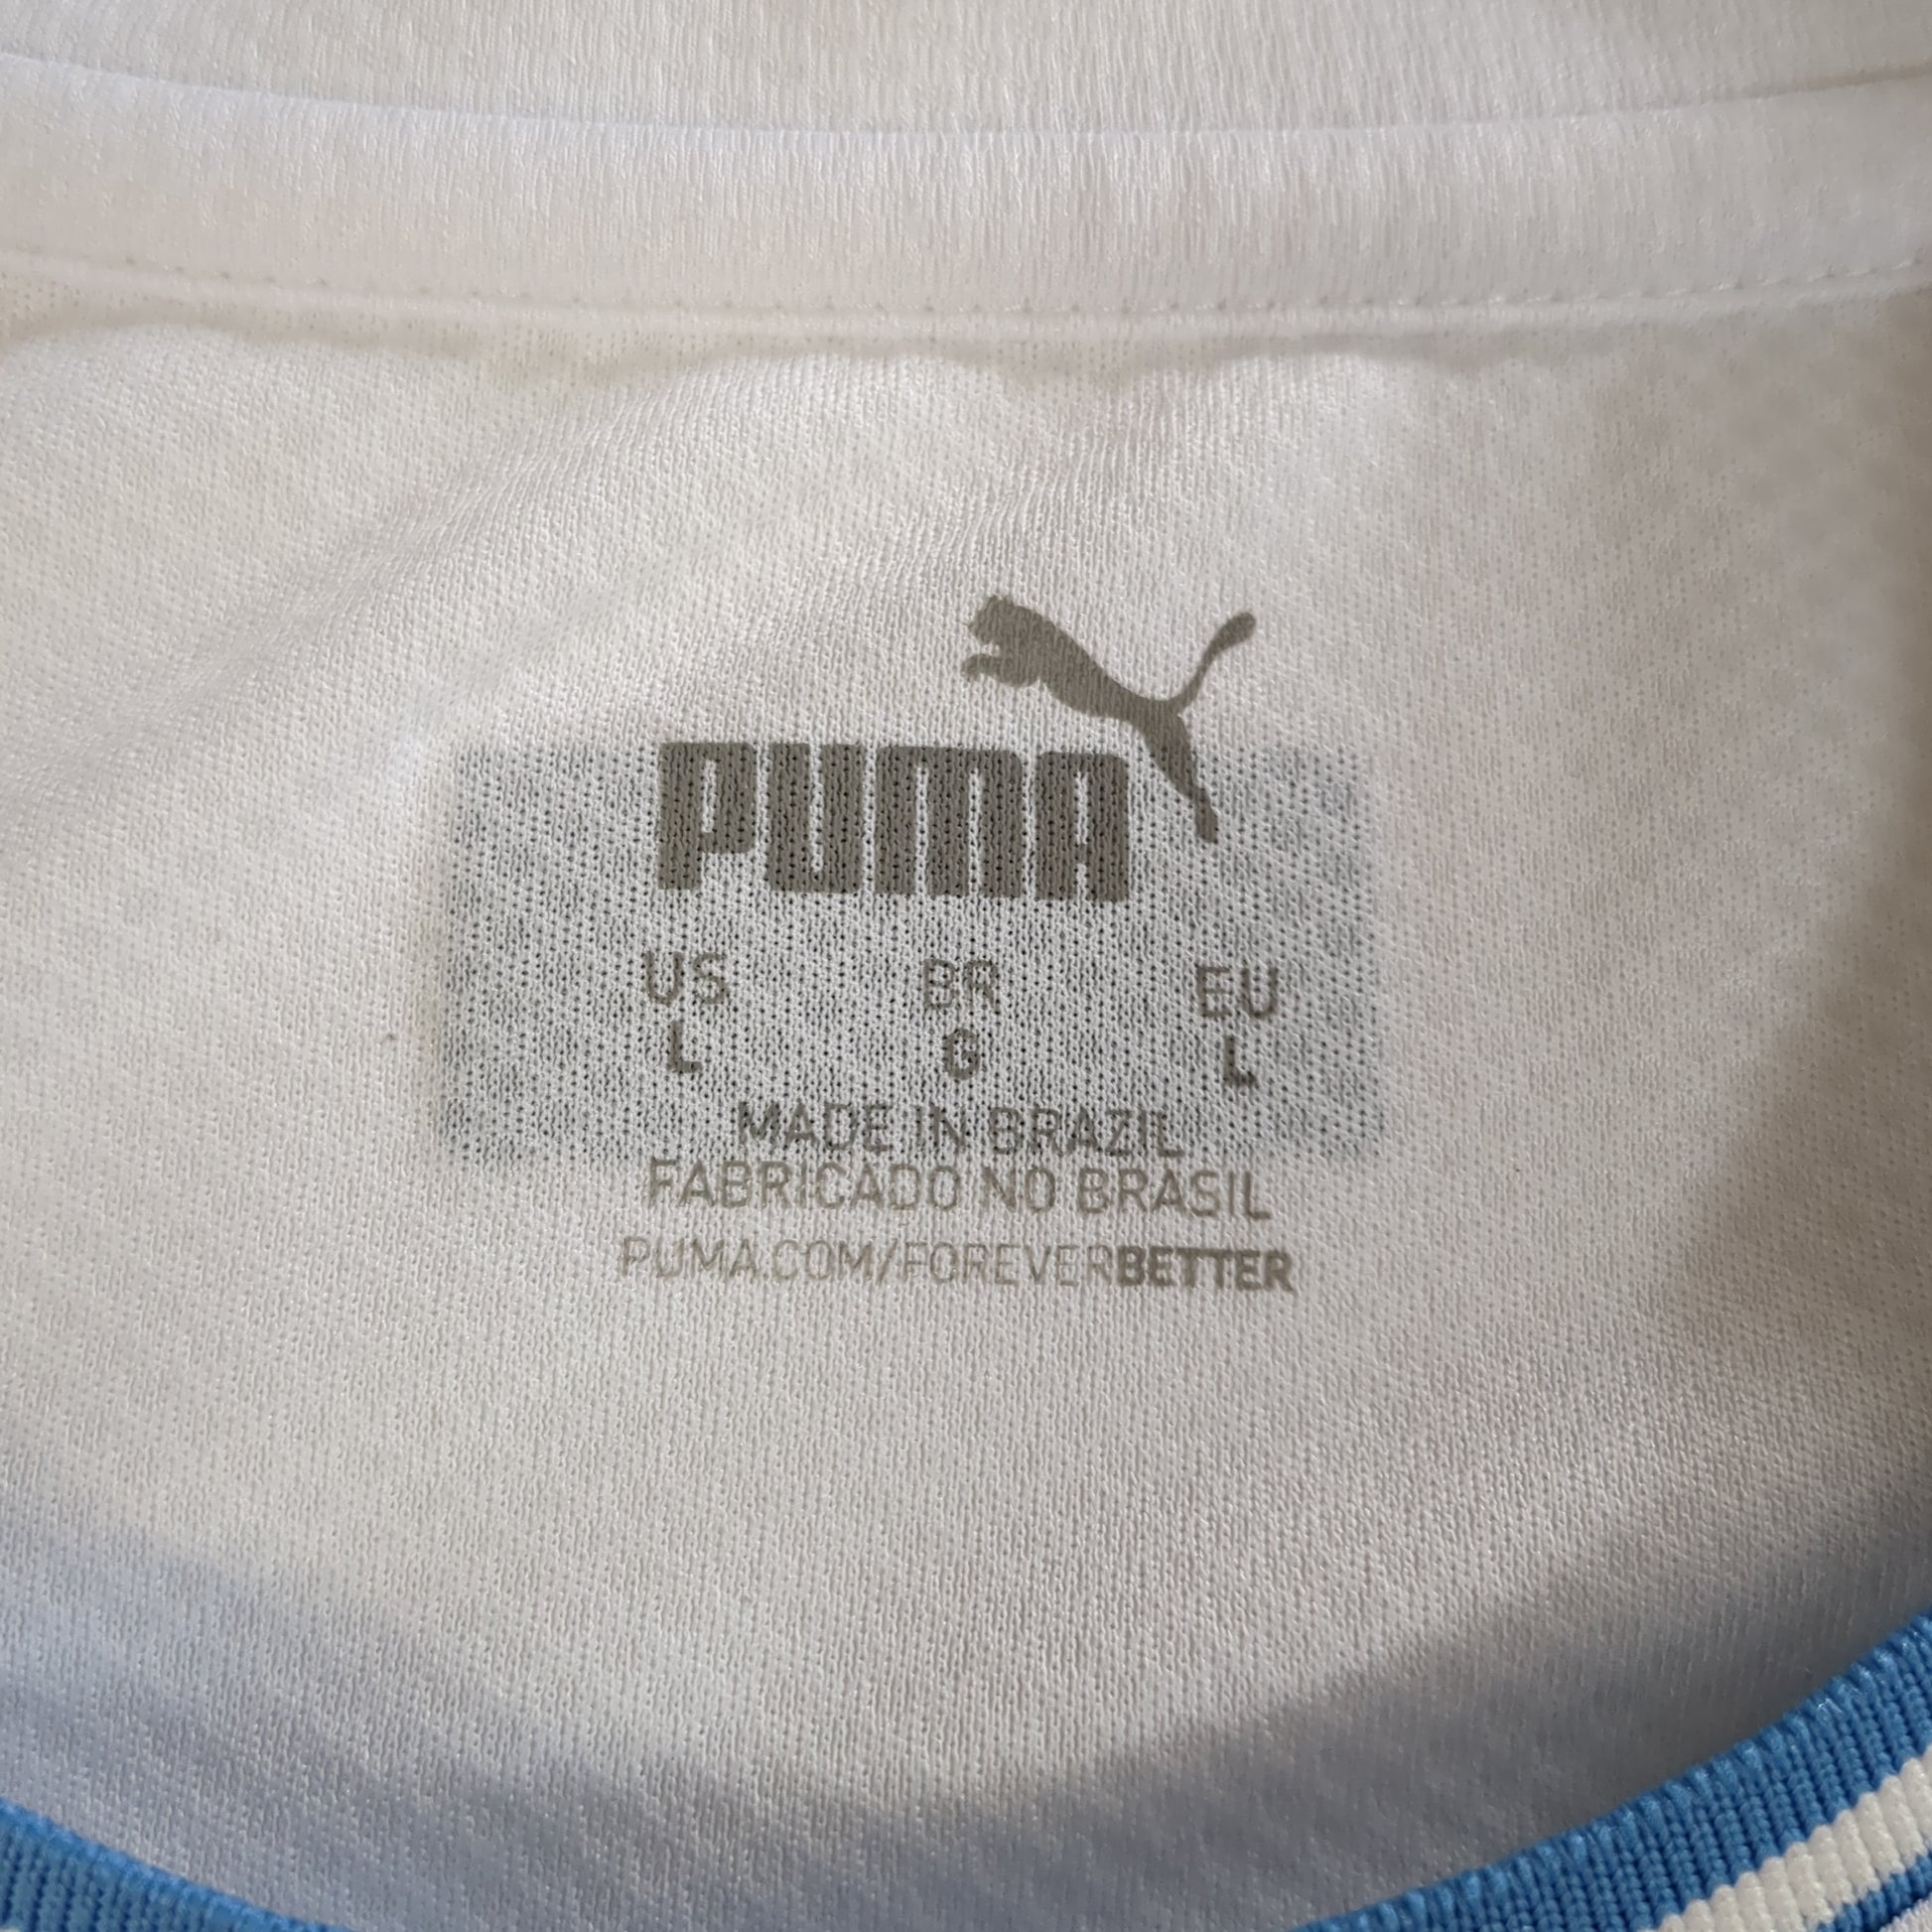 PUMA
US BR EU
L G L
MADE IN BRAZIL
FABRICADO NO BRASIL
PUMA.COM/FOREVERBETTER